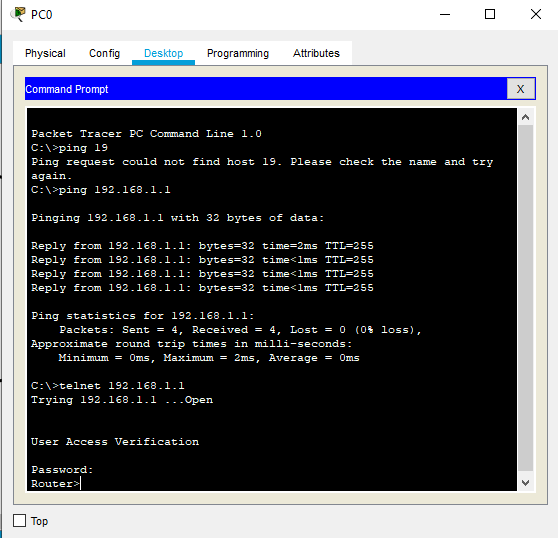 PC0
Physical Config Desktop Programming Attributes
Command Prompt X
Packet Tracer PC Command Line 1.0
C:\>ping 19
Ping request could not find host 19. Please check the name and try
again.
C:\>ping 192.168.1.1
Pinging 192.168.1.1 with 32 bytes of data:
Reply from 192.168.1.1: bytes=32 time=2ms TTL=255
Reply from 192.168.1.1: bytes=32 time<1ms TTL=255
Reply from 192.168.1.1: bytes=32 time<1ms TTL=255
Reply from 192.168.1.1: bytes=32 time<1ms TTL=255
Ping statistics for 192.168.1.1:
Packets: Sent = 4, Received = 4, Lost = 0 (0% loss),
Approximate round trip times in milli-seconds:
Minimum = 0ms, Maximum = 2ms, Average = 0ms
C:\>telnet 192.168.1.1
Trying 192.168.1.1 ...Open
User Access Verification
Password:
Router>
Top